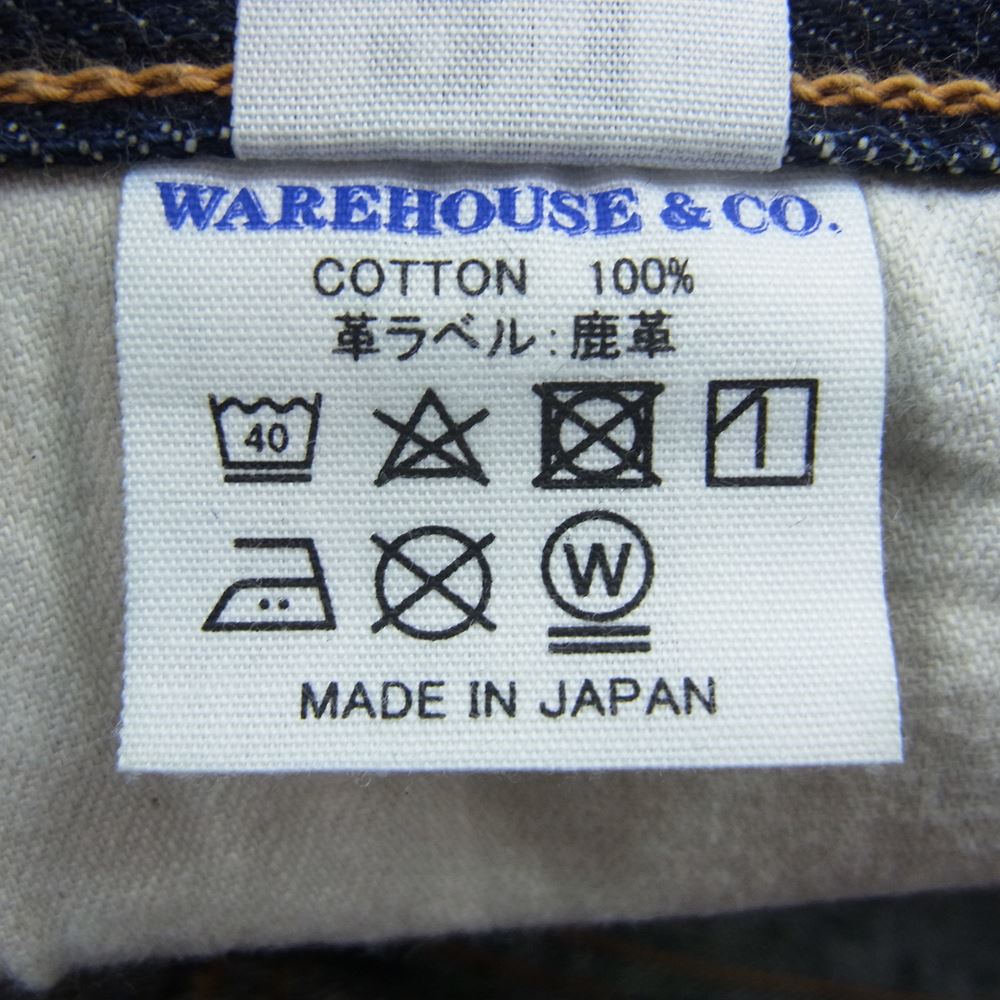 WAREHOUSE & CO.
COTTON 100%
革ラベル:鹿革
40
W
MADE IN JAPAN